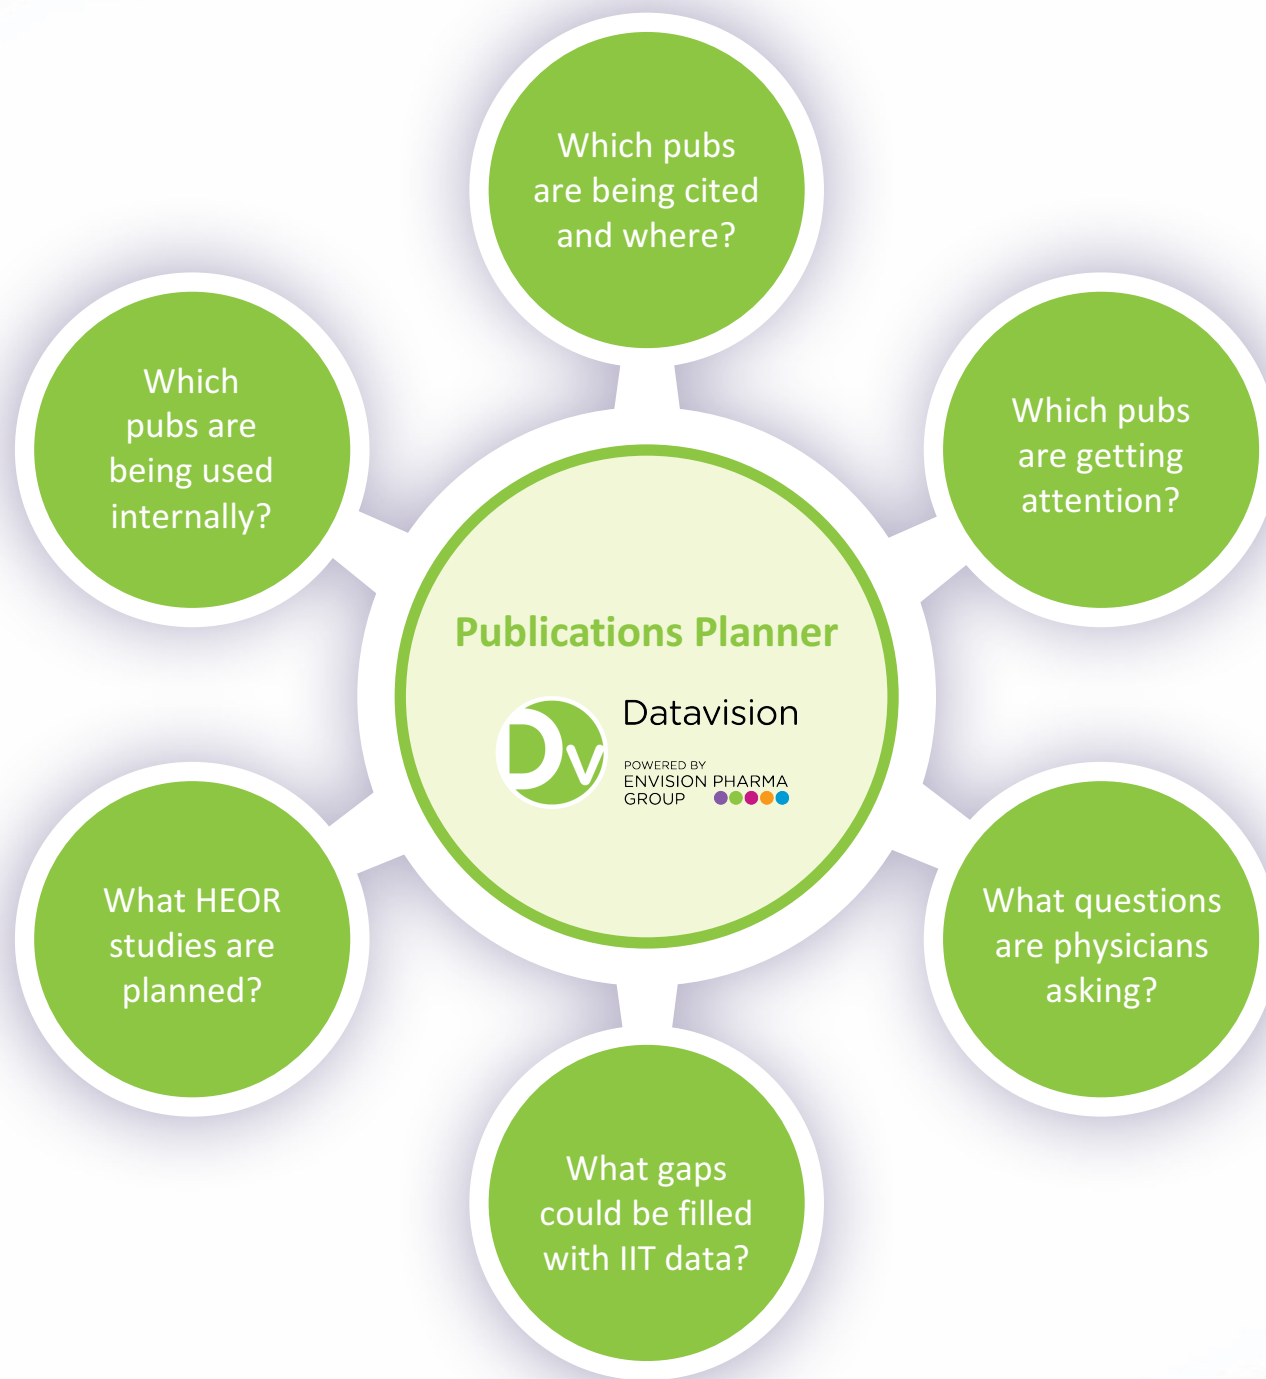 Which pubs
are being cited
and where?
Which
pubs are
being used
internally?
Which pubs
are getting
attention?
Publications Planner
Dv
Datavision
POWERED BY
ENVISION PHARMA
GROUP
What HEOR
studies are
planned?
What questions
are physicians
asking?
What gaps
could be filled
with IIT data?